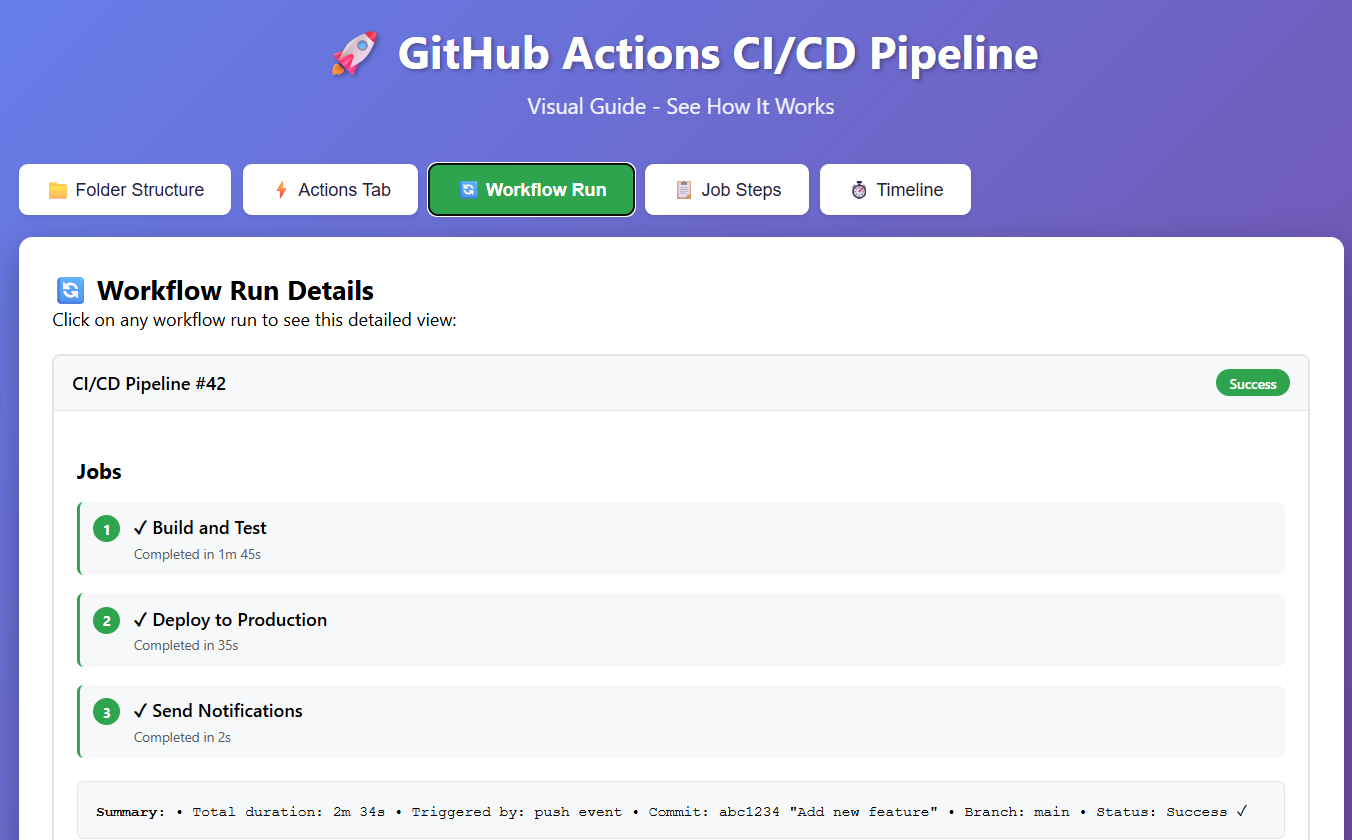 🚀 GitHub Actions CI/CD Pipeline
Visual Guide - See How It Works
📁 Folder Structure
⚡ Actions Tab
🔄 Workflow Run
📋 Job Steps
⏱ Timeline
🔄 Workflow Run Details
Click on any workflow run to see this detailed view:
CI/CD Pipeline #42
Success
Jobs
1
✓ Build and Test
Completed in 1m 45s
2
✓ Deploy to Production
Completed in 35s
3
✓ Send Notifications
Completed in 2s
Summary: • Total duration: 2m 34s • Triggered by: push event • Commit: abc1234 "Add new feature" • Branch: main • Status: Success ✓